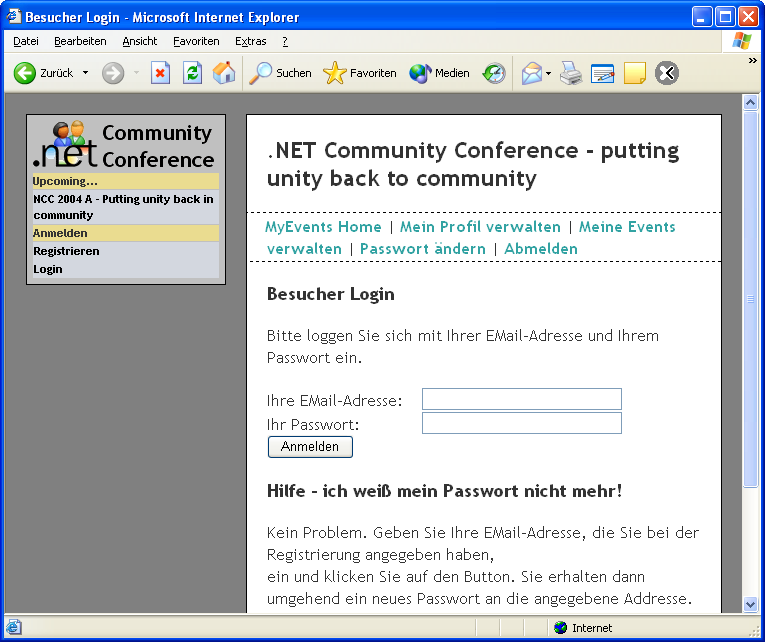 Besucher Login - Microsoft Internet Explorer
Datei Bearbeiten Ansicht Favoriten Extras ?
Zurück Suchen Favoriten Medien
.net Community
Conference
Upcoming...
NCC 2004 A - Putting unity back in
community
Anmelden
Registrieren
Login
.NET Community Conference - putting
unity back to community
MyEvents Home | Mein Profil verwalten | Meine Events
verwalten | Passwort ändern | Abmelden
Besucher Login
Bitte loggen Sie sich mit Ihrer EMail-Adresse und Ihrem
Passwort ein.
Ihre EMail-Adresse:
Ihr Passwort:
Anmelden
Hilfe - ich weiß mein Passwort nicht mehr!
Kein Problem. Geben Sie Ihre EMail-Adresse, die Sie bei der
Registrierung angegeben haben,
ein und klicken Sie auf den Button. Sie erhalten dann
umgehend ein neues Passwort an die angegebene Addresse.
Internet